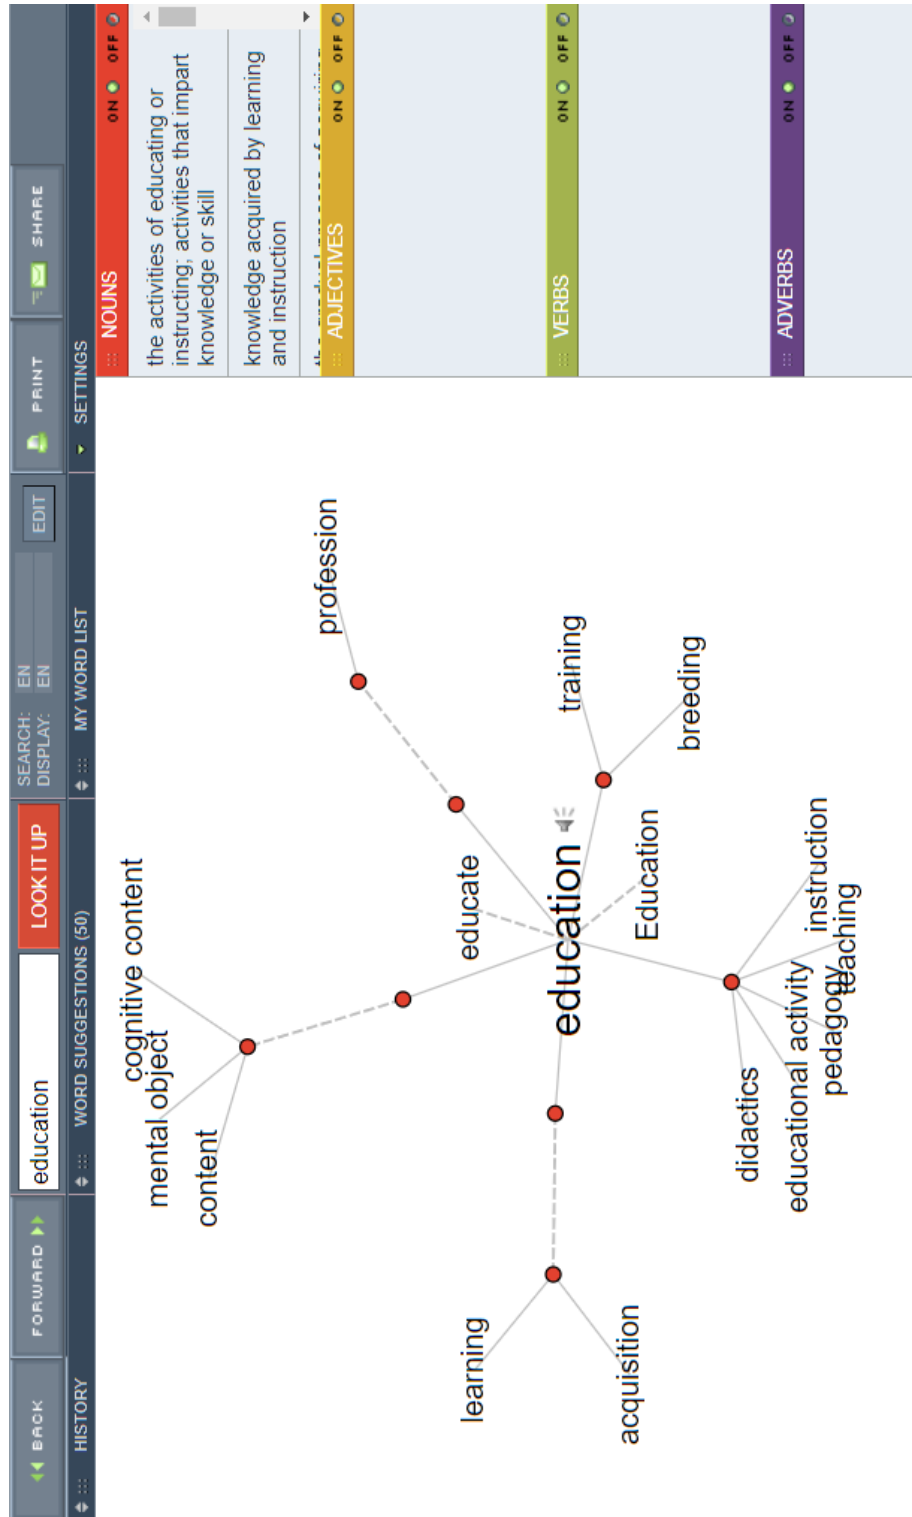 BACK
FORWARD
education
LOOK IT UP
SEARCH: EN
DISPLAY: EN
EDIT
PRINT
SHARE
HISTORY
WORD SUGGESTIONS (50)
MY WORD LIST
SETTINGS
cognitive content
mental object
content
profession
educate
training
breeding
education
Education
learning
acquisition
didactics
educational activity
pedagogy
teaching
instruction
NOUNS ON OFF
the activities of educating or
instructing; activities that impart
knowledge or skill
knowledge acquired by learning
and instruction
ADJECTIVES ON OFF
VERBS ON OFF
ADVERBS ON OFF